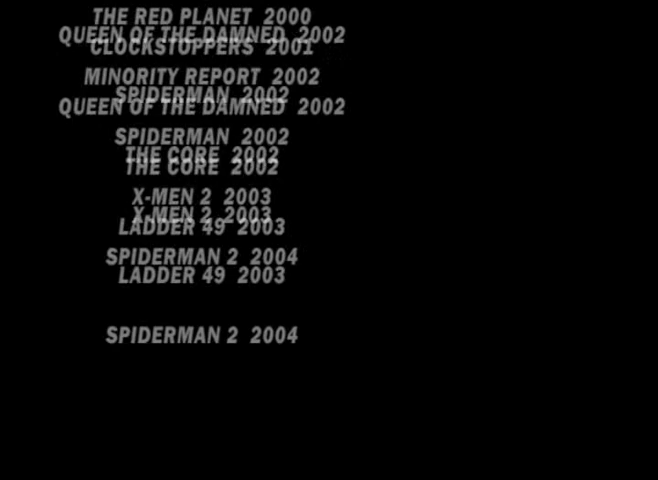 THE RED PLANET 2000
QUEEN OF THE DAMNED 2002
CLOCKSTOPPERS 2001
MINORITY REPORT 2002
SPIDERMAN 2002
QUEEN OF THE DAMNED 2002
SPIDERMAN 2002
THE CORE 2002
THE CORE 2002
X-MEN 2 2003
X-MEN 2 2003
LADDER 49 2003
SPIDERMAN 2 2004
LADDER 49 2003
SPIDERMAN 2 2004